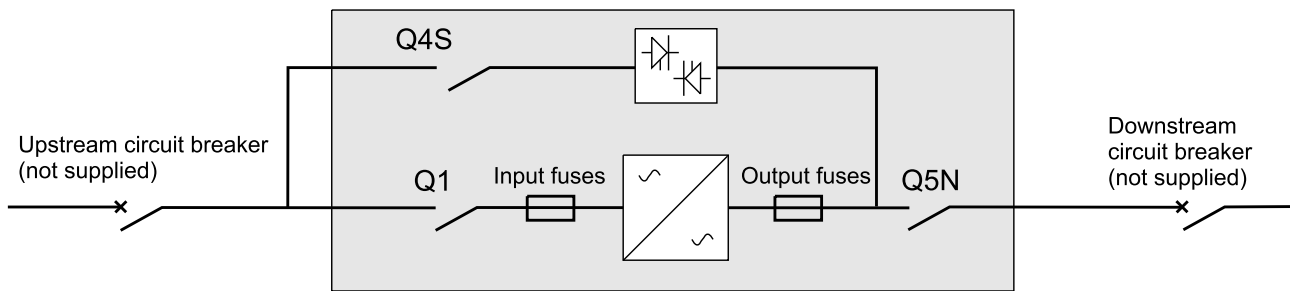 Q4S
Upstream circuit breaker
(not supplied)
Q1
Input fuses
Output fuses
Q5N
Downstream
circuit breaker
(not supplied)